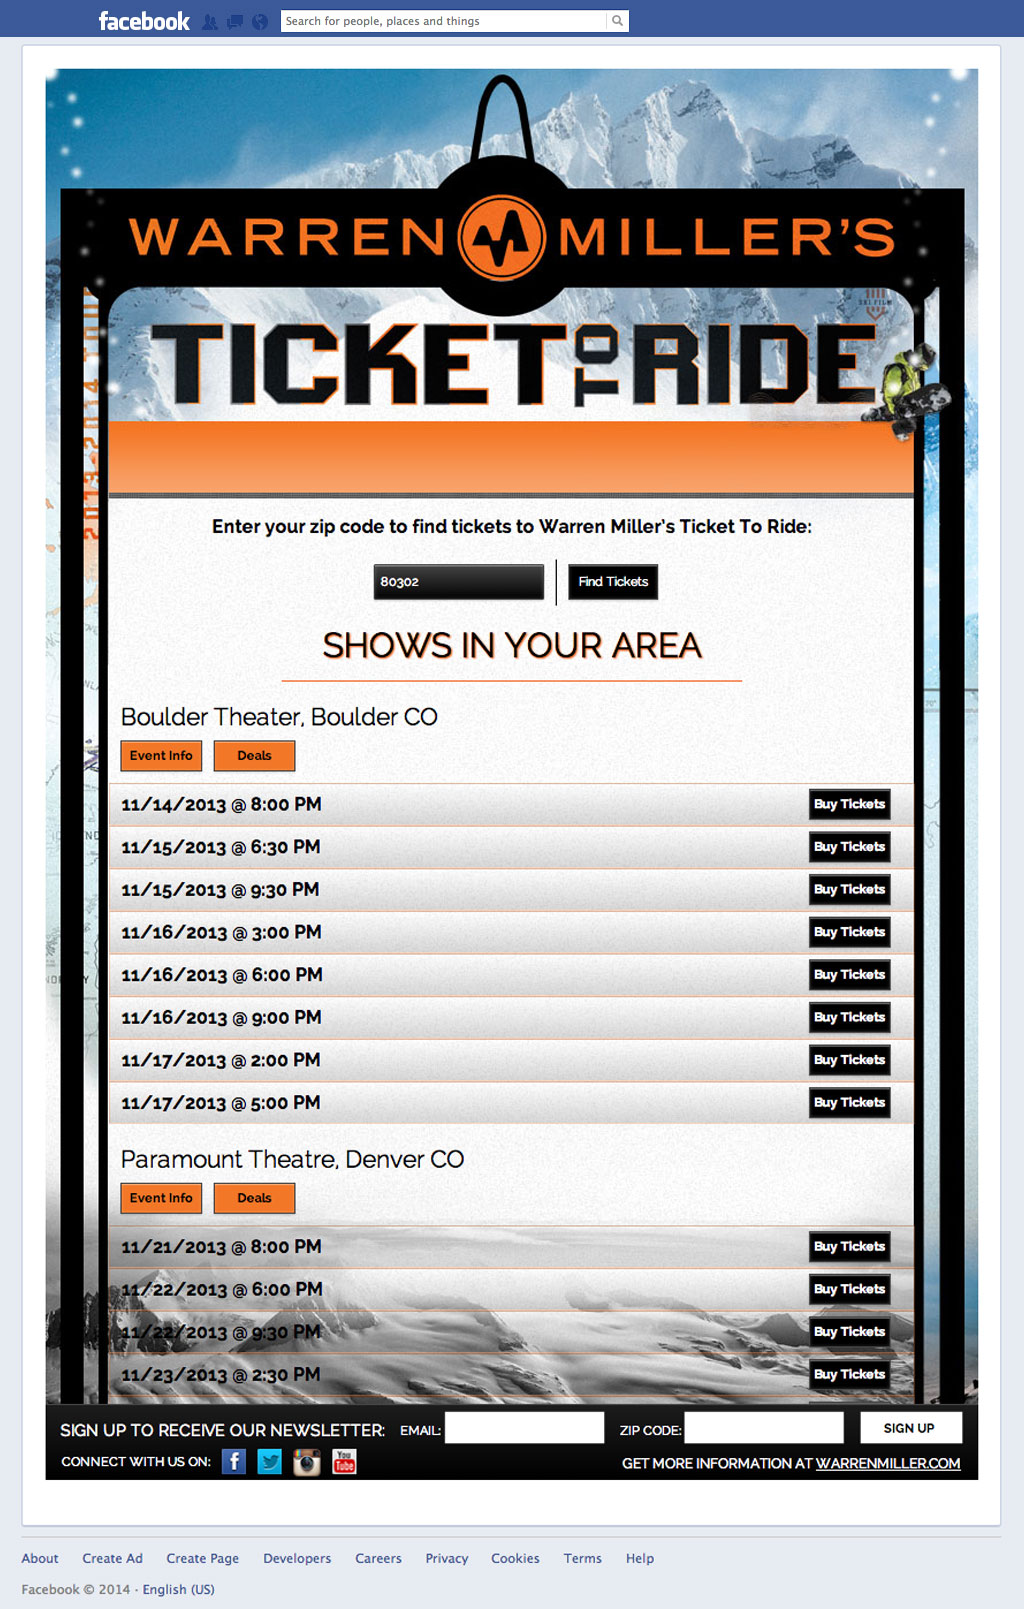 facebook
Search for people, places and things
WARREN MILLER'S
SKI FILM
TICKET TO RIDE
2013-2014 TOUR
Enter your zip code to find tickets to Warren Miller's Ticket To Ride:
80302
Find Tickets
SHOWS IN YOUR AREA
Boulder Theater, Boulder CO
Event Info
Deals
11/14/2013 @ 8:00 PM
Buy Tickets
11/15/2013 @ 6:30 PM
Buy Tickets
11/15/2013 @ 9:30 PM
Buy Tickets
11/16/2013 @ 3:00 PM
Buy Tickets
11/16/2013 @ 6:00 PM
Buy Tickets
11/16/2013 @ 9:00 PM
Buy Tickets
11/17/2013 @ 2:00 PM
Buy Tickets
11/17/2013 @ 5:00 PM
Buy Tickets
Paramount Theatre, Denver CO
Event Info
Deals
11/21/2013 @ 8:00 PM
Buy Tickets
11/22/2013 @ 6:00 PM
Buy Tickets
11/22/2013 @ 9:30 PM
Buy Tickets
11/23/2013 @ 2:30 PM
Buy Tickets
SIGN UP TO RECEIVE OUR NEWSLETTER:
EMAIL:
ZIP CODE:
SIGN UP
CONNECT WITH US ON:
You Tube
GET MORE INFORMATION AT WARRENMILLER.COM
About Create Ad Create Page Developers Careers Privacy Cookies Terms Help
Facebook © 2014 · English (US)